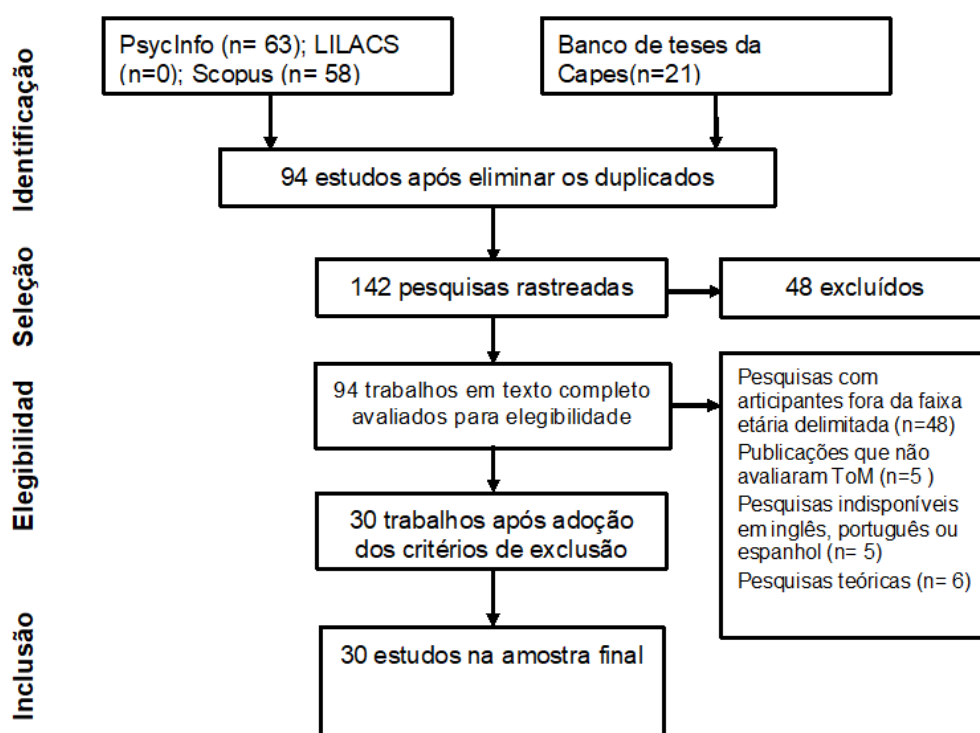 Identificação
PsycInfo (n= 63); LILACS
(n=0); Scopus (n= 58)
Banco de teses da
Capes(n=21)
94 estudos após eliminar os duplicados
Seleção
142 pesquisas rastreadas
48 excluídos
Elegibilidad
94 trabalhos em texto completo
avaliados para elegibilidade
Pesquisas com
articipantes fora da faixa
etária delimitada (n=48)
Publicações que não
avaliaram ToM (n=5 )
Pesquisas indisponíveis
em inglês, português ou
espanhol (n= 5)
Pesquisas teóricas (n= 6)
30 trabalhos após adoção
dos critérios de exclusão
Inclusão
30 estudos na amostra final